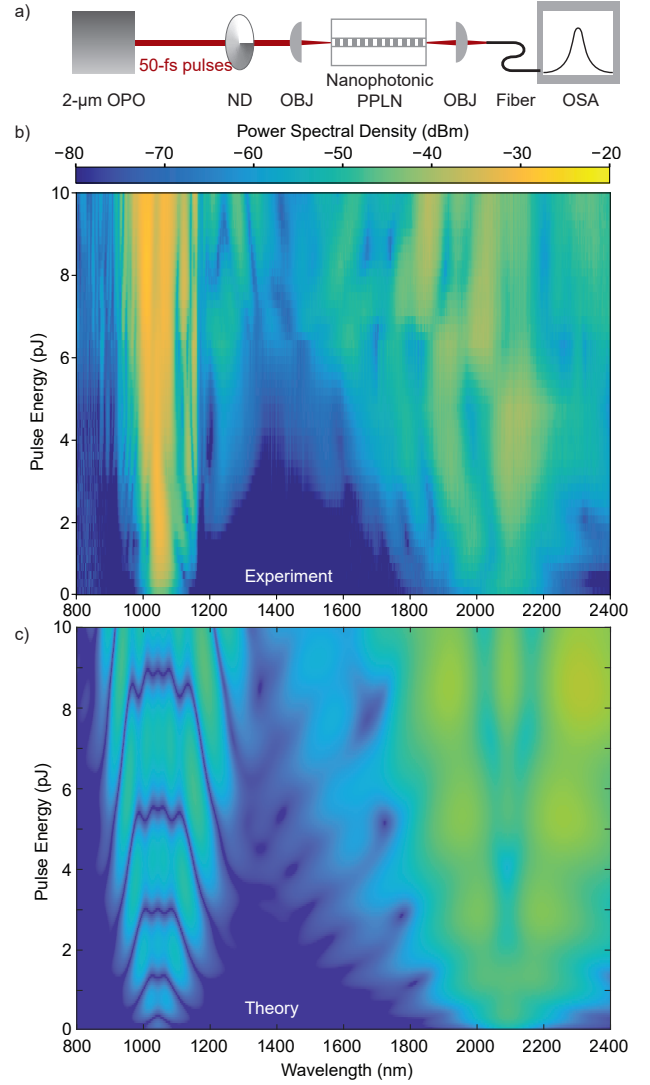 a)
50-fs pulses
2-μm OPO
ND
OBJ
Nanophotonic
PPLN
OBJ
Fiber
OSA
b)
Power Spectral Density (dBm)
−80 −70 −60 −50 −40 −30 −20
Pulse Energy (pJ)
10
8
6
4
2
0
Experiment
800 1000 1200 1400 1600 1800 2000 2200 2400
c)
Pulse Energy (pJ)
10
8
6
4
2
0
Theory
800 1000 1200 1400 1600 1800 2000 2200 2400
Wavelength (nm)